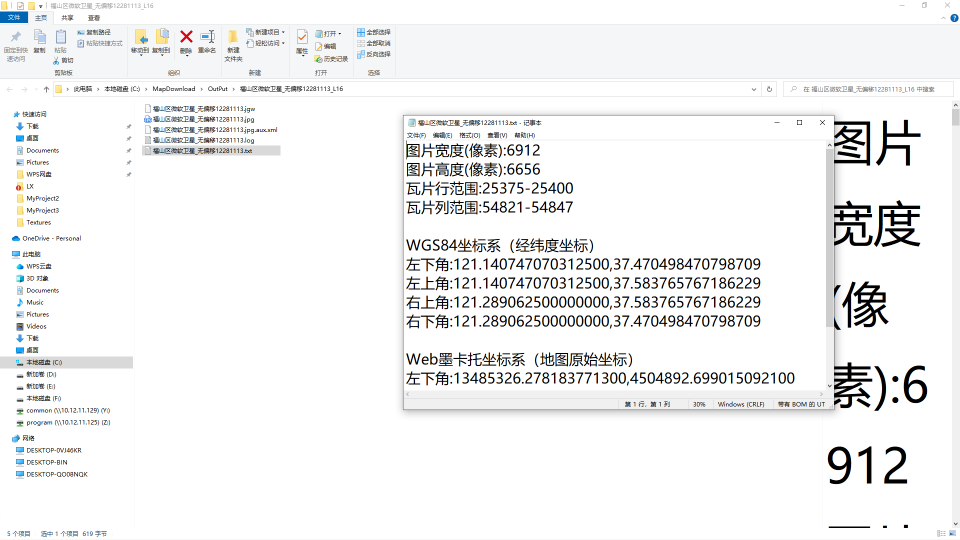 福山区微软卫星_无偏移12281113_L16
文件
主页
共享
查看
固定到快速访问
复制
粘贴
复制路径
粘贴快捷方式
剪切
移动到
复制到
删除
重命名
新建文件夹
新建项目
轻松访问
属性
打开
编辑
历史记录
全部选择
全部取消
反向选择
剪贴板
组织
新建
打开
选择
此电脑 › 本地磁盘 (C:) › MapDownload › OutPut › 福山区微软卫星_无偏移12281113_L16
在 福山区微软卫星_无偏移12281113_L16 中搜索
快速访问
下载
桌面
Documents
Pictures
WPS网盘
LX
MyProject2
MyProject3
Textures
OneDrive - Personal
此电脑
WPS云盘
3D 对象
Documents
Music
Pictures
Videos
下载
桌面
本地磁盘 (C:)
新加卷 (D:)
新加卷 (E:)
本地磁盘 (F:)
common (\\10.12.11.129) (Y:)
program (\\10.12.11.125) (Z:)
网络
DESKTOP-0VJ46KR
DESKTOP-BIN
DESKTOP-QO08NQK
福山区微软卫星_无偏移12281113.jgw
福山区微软卫星_无偏移12281113.jpg
福山区微软卫星_无偏移12281113.jpg.aux.xml
福山区微软卫星_无偏移12281113.log
福山区微软卫星_无偏移12281113.txt
福山区微软卫星_无偏移12281113.txt - 记事本
文件(F) 编辑(E) 格式(O) 查看(V) 帮助(H)
图片宽度(像素):6912
图片高度(像素):6656
瓦片行范围:25375-25400
瓦片列范围:54821-54847
WGS84坐标系（经纬度坐标）
左下角:121.140747070312500,37.470498470798709
左上角:121.140747070312500,37.583765767186229
右上角:121.289062500000000,37.583765767186229
右下角:121.289062500000000,37.470498470798709
Web墨卡托坐标系（地图原始坐标）
左下角:13485326.278183771300,4504892.699015092100
第 1 行，第 1 列
30%
Windows (CRLF)
带有 BOM 的 UT
图片
宽度
(像
素):6
912
5 个项目
选中 1 个项目 619 字节